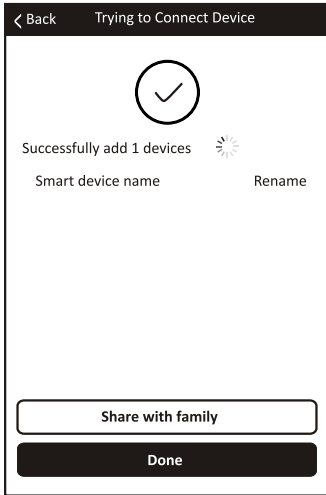 Back Trying to Connect Device
Successfully add 1 devices
Smart device name Rename
Share with family
Done